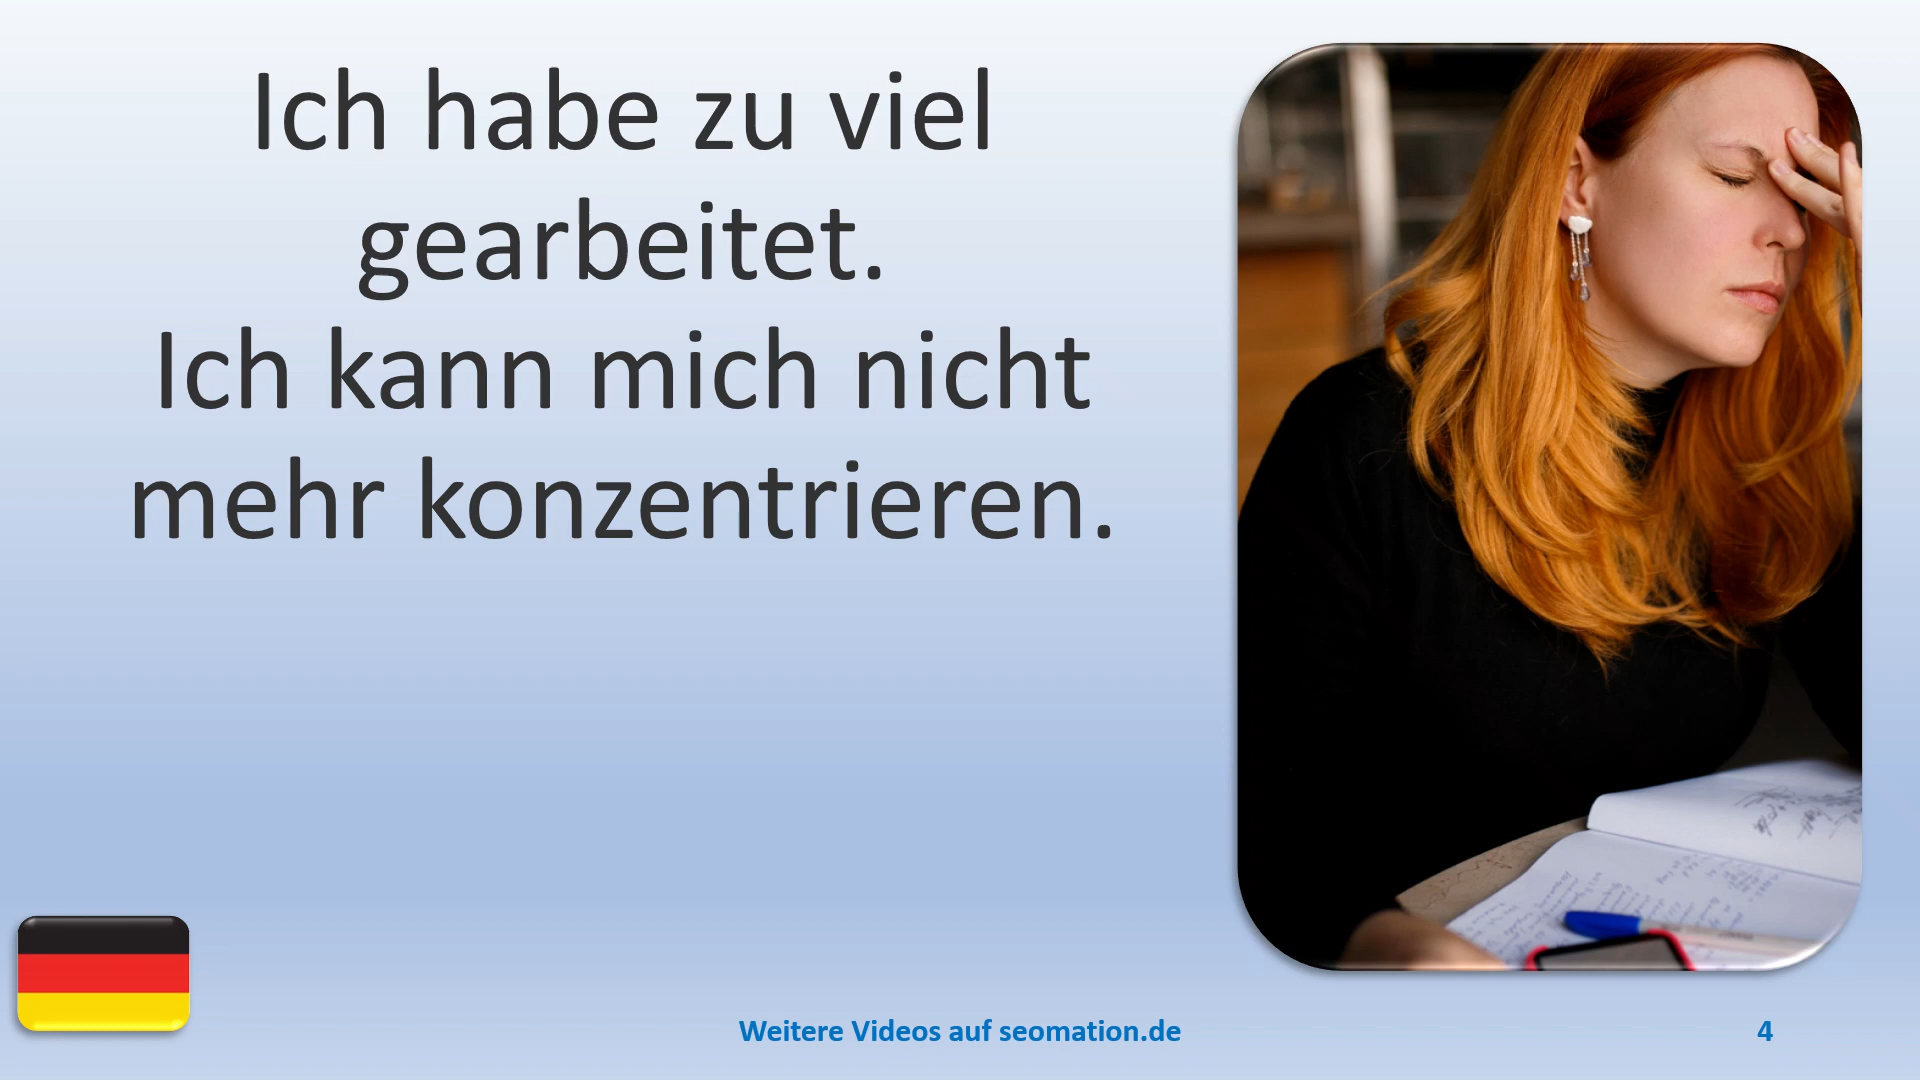 Ich habe zu viel
gearbeitet.
Ich kann mich nicht
mehr konzentrieren.
Weitere Videos auf seomation.de
4